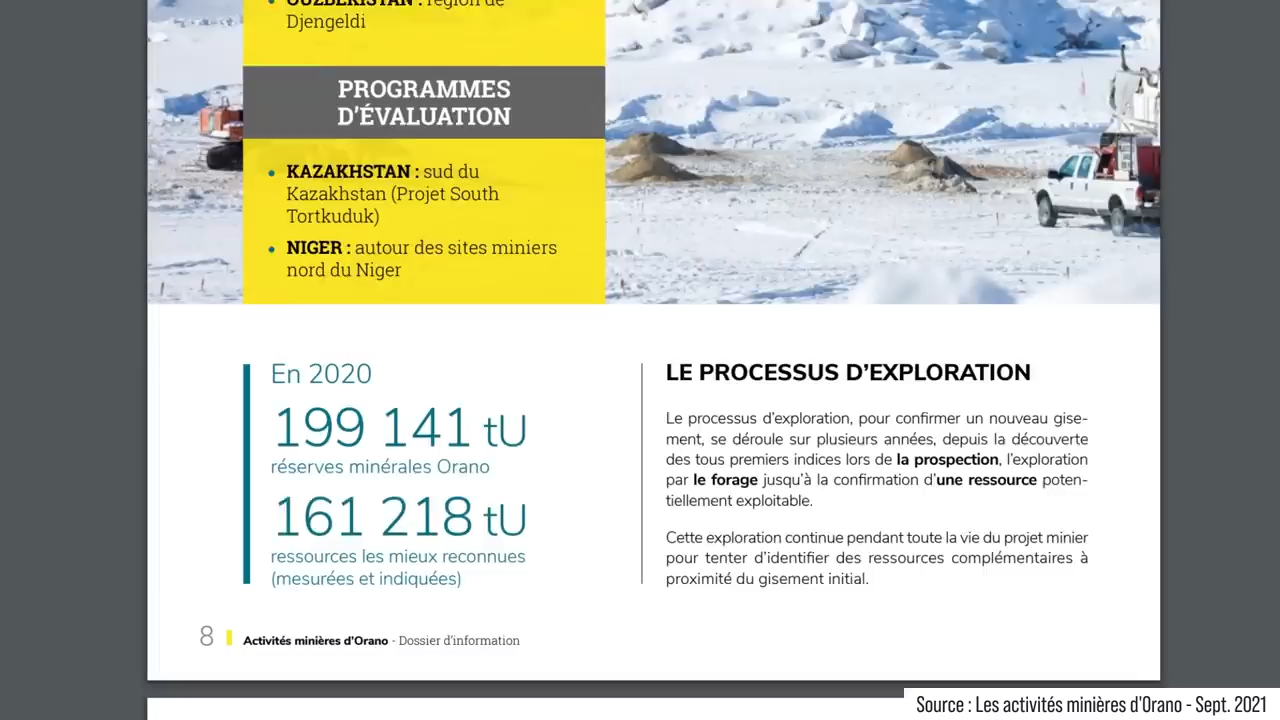 OUZBÉKISTAN : région de
Djengeldi
PROGRAMMES
D'ÉVALUATION
KAZAKHSTAN : sud du
Kazakhstan (Projet South
Tortkuduk)
NIGER : autour des sites miniers
nord du Niger
En 2020
199 141 tU
réserves minérales Orano
161 218 tU
ressources les mieux reconnues
(mesurées et indiquées)
LE PROCESSUS D'EXPLORATION
Le processus d'exploration, pour confirmer un nouveau gise-
ment, se déroule sur plusieurs années, depuis la découverte
des tous premiers indices lors de la prospection, l'exploration
par le forage jusqu'à la confirmation d'une ressource poten-
tiellement exploitable.
Cette exploration continue pendant toute la vie du projet minier
pour tenter d'identifier des ressources complémentaires à
proximité du gisement initial.
8 Activités minières d'Orano - Dossier d'information
Source : Les activités minières d'Orano - Sept. 2021